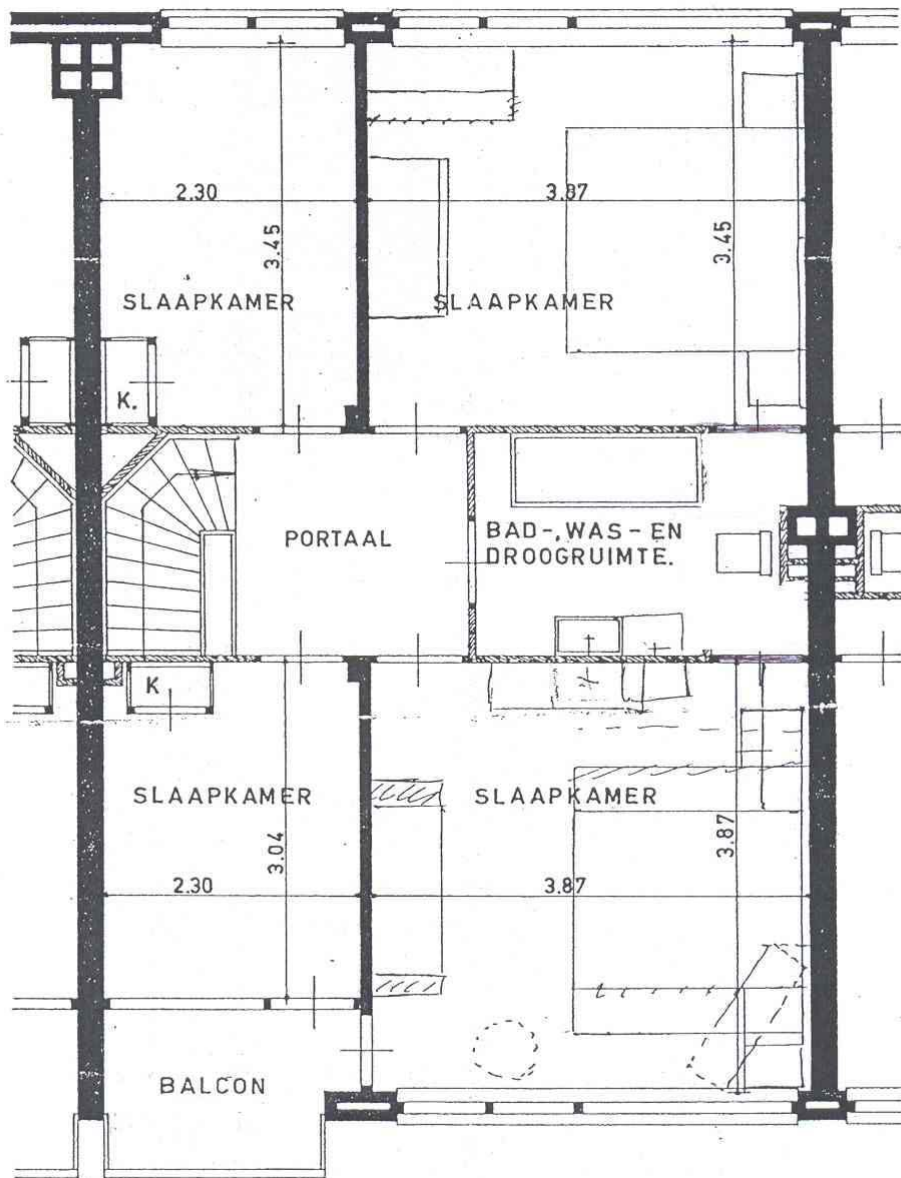 2.30
3.87
3.45
3.45
SLAAPKAMER
SLAAPKAMER
K.
PORTAAL
BAD-,WAS-EN
DROOGRUIMTE.
K
SLAAPKAMER
SLAAPKAMER
3.04
3.87
2.30
3.87
BALCON